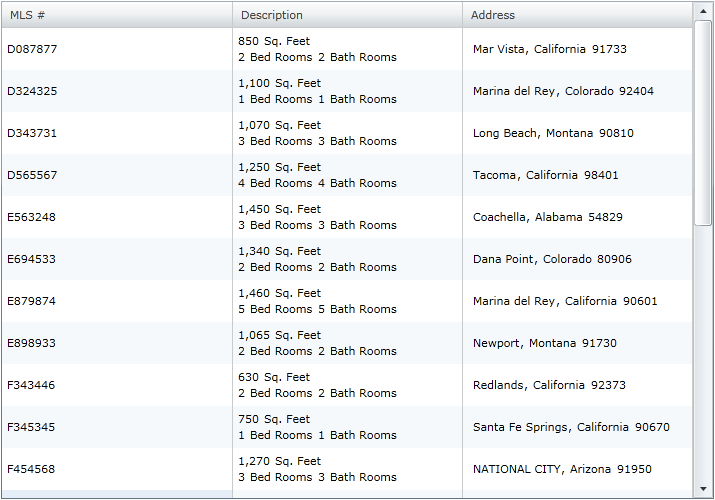 MLS # Description Address
D087877 850 Sq. Feet
2 Bed Rooms 2 Bath Rooms Mar Vista, California 91733
D324325 1,100 Sq. Feet
1 Bed Rooms 1 Bath Rooms Marina del Rey, Colorado 92404
D343731 1,070 Sq. Feet
3 Bed Rooms 3 Bath Rooms Long Beach, Montana 90810
D565567 1,250 Sq. Feet
4 Bed Rooms 4 Bath Rooms Tacoma, California 98401
E563248 1,450 Sq. Feet
3 Bed Rooms 3 Bath Rooms Coachella, Alabama 54829
E694533 1,340 Sq. Feet
2 Bed Rooms 2 Bath Rooms Dana Point, Colorado 80906
E879874 1,460 Sq. Feet
5 Bed Rooms 5 Bath Rooms Marina del Rey, California 90601
E898933 1,065 Sq. Feet
2 Bed Rooms 2 Bath Rooms Newport, Montana 91730
F343446 630 Sq. Feet
2 Bed Rooms 2 Bath Rooms Redlands, California 92373
F345345 750 Sq. Feet
1 Bed Rooms 1 Bath Rooms Santa Fe Springs, California 90670
F454568 1,270 Sq. Feet
3 Bed Rooms 3 Bath Rooms NATIONAL CITY, Arizona 91950